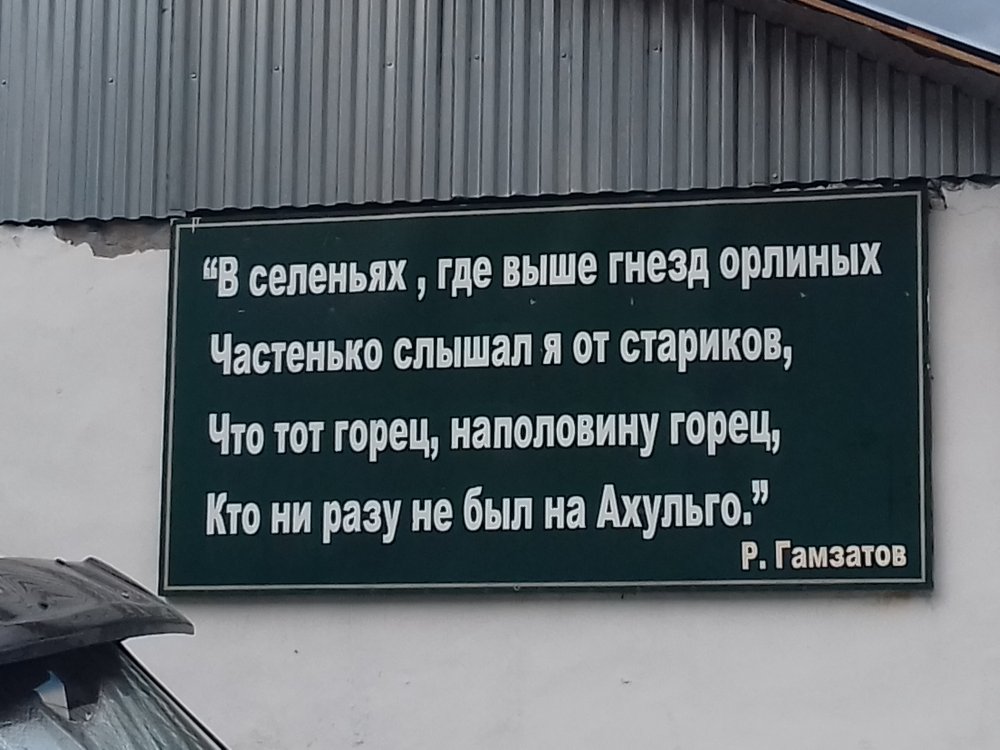 “В селеньях , где выше гнезд орлиных
Частенько слышал я от стариков,
Что тот горец, наполовину горец,
Кто ни разу не был на Ахульго.”
Р. Гамзатов